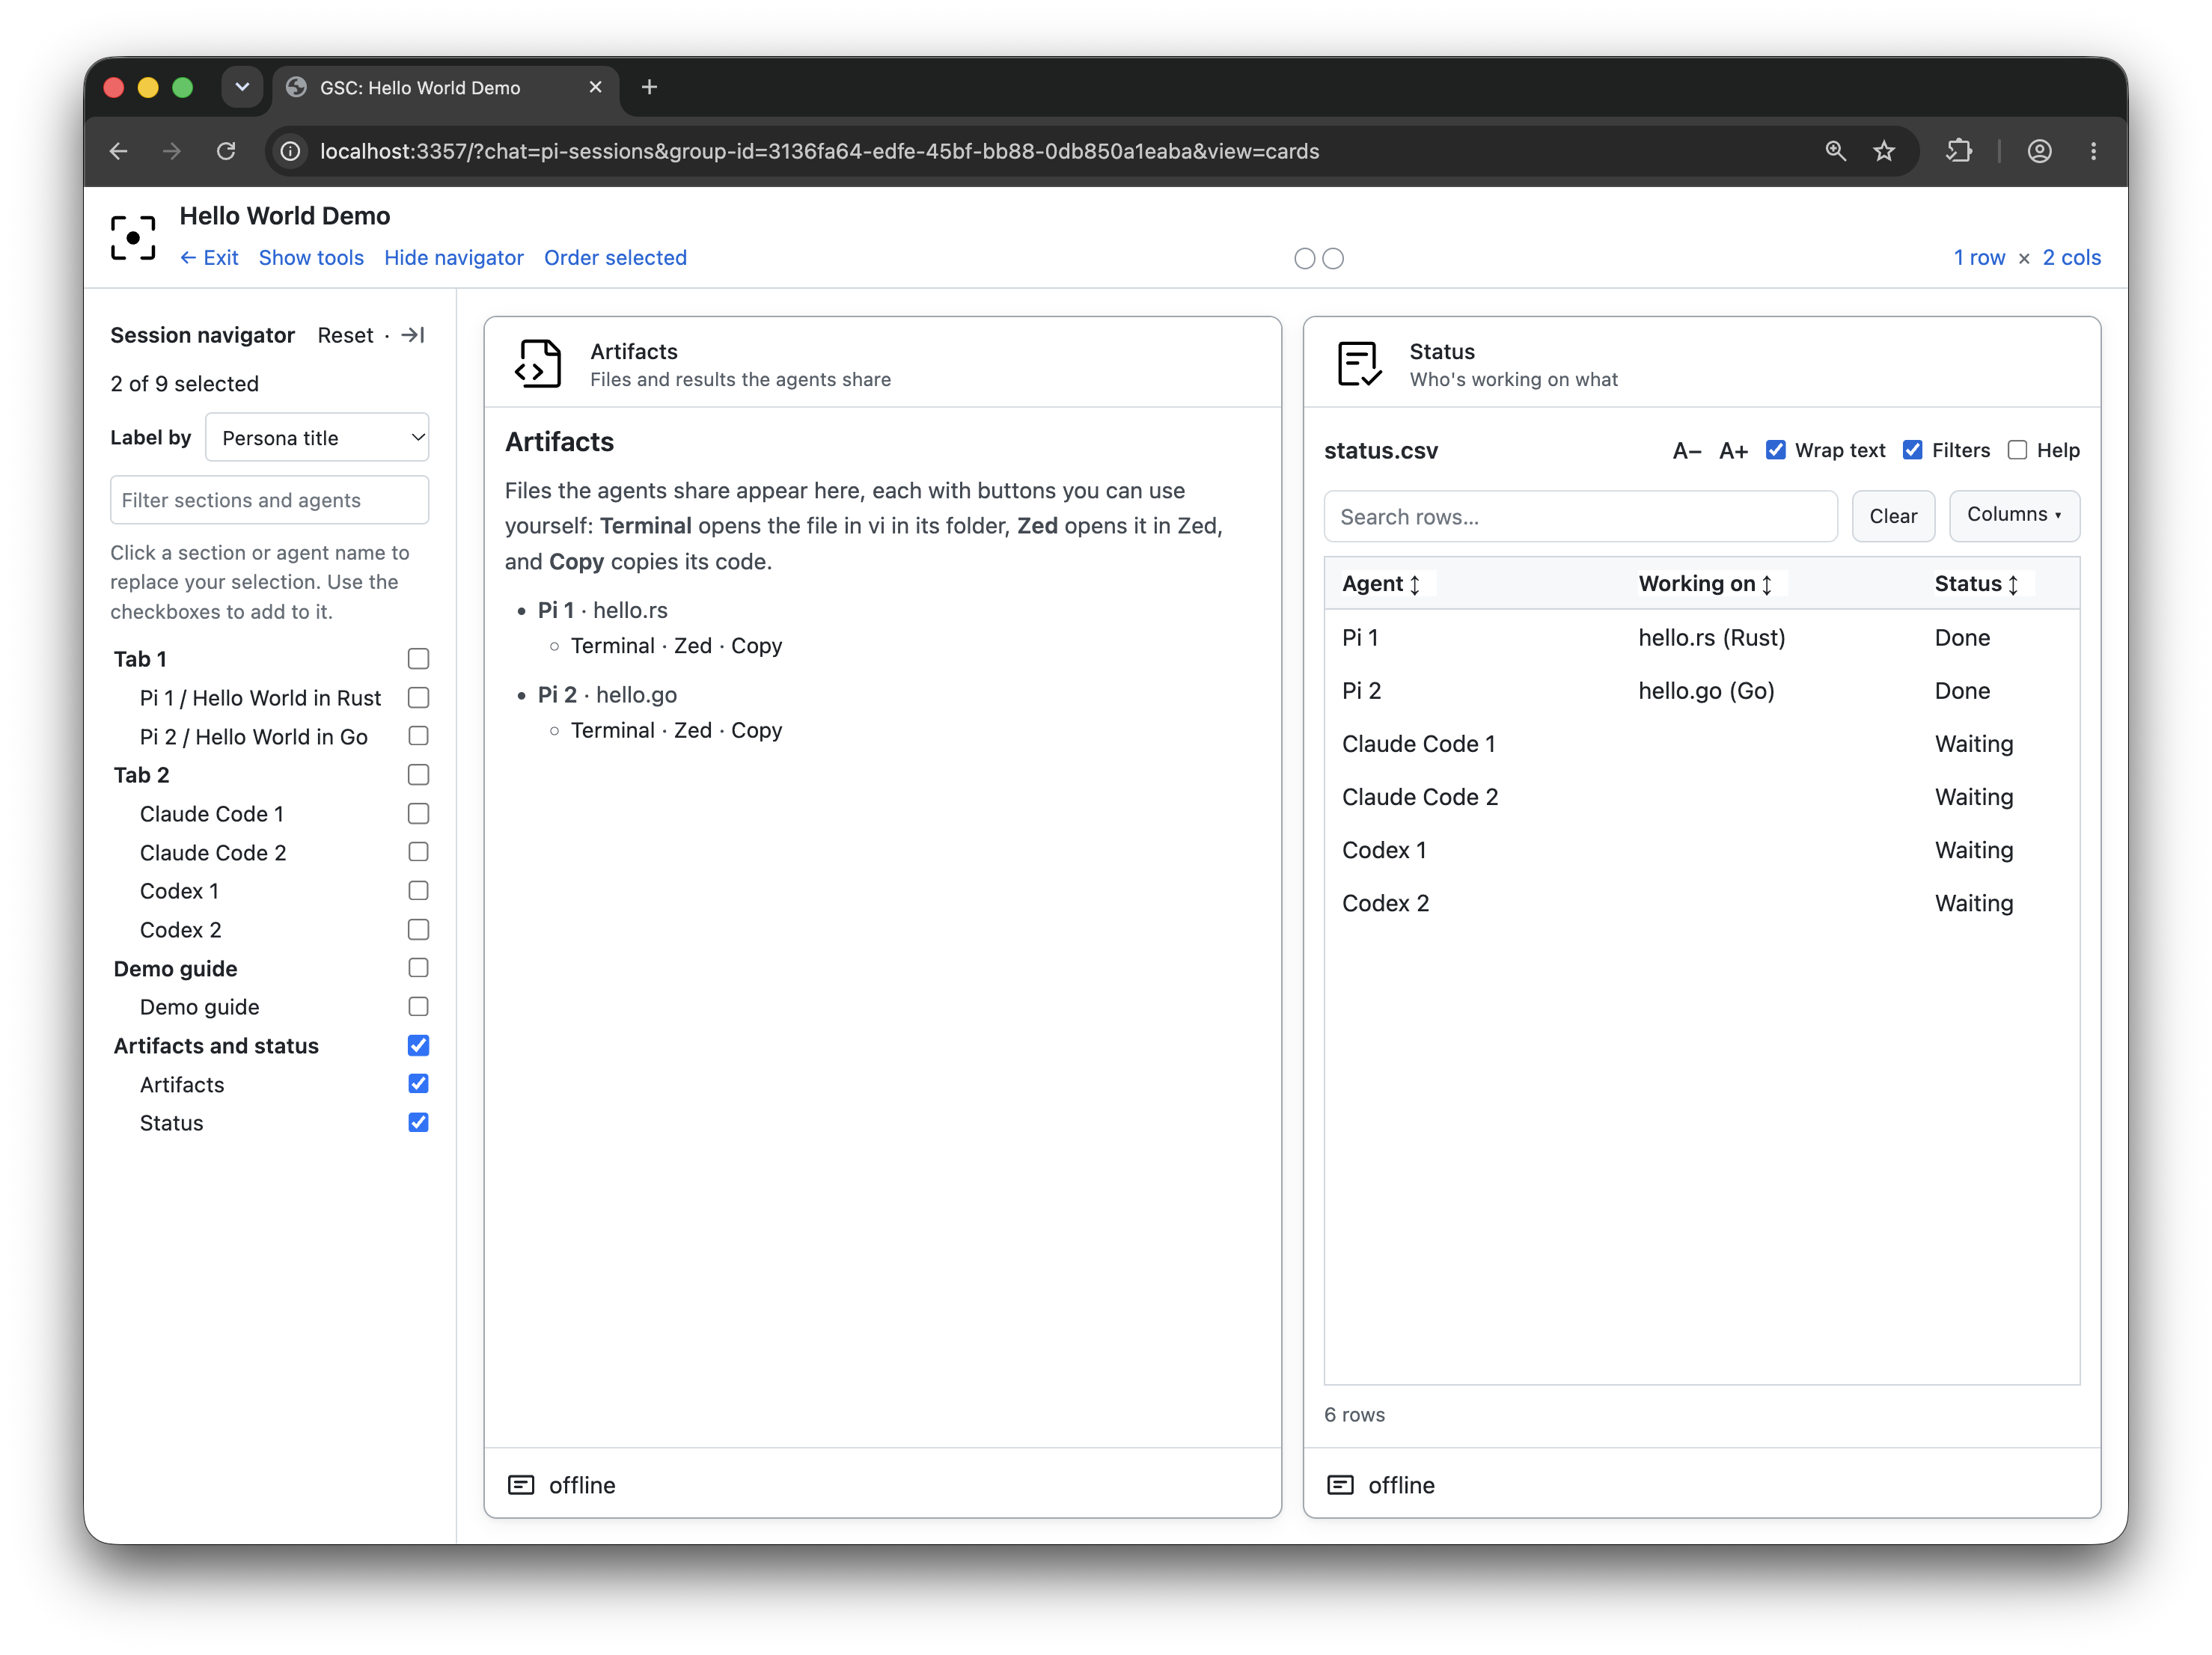 GSC: Hello World Demo
localhost:3357/?chat=pi-sessions&group-id=3136fa64-edfe-45bf-bb88-0db850a1eaba&view=cards
Hello World Demo
← Exit Show tools Hide navigator Order selected
1 row × 2 cols
Session navigator Reset ·
2 of 9 selected
Label by Persona title
Filter sections and agents
Click a section or agent name to
replace your selection. Use the
checkboxes to add to it.
Tab 1
Pi 1 / Hello World in Rust
Pi 2 / Hello World in Go
Tab 2
Claude Code 1
Claude Code 2
Codex 1
Codex 2
Demo guide
Demo guide
Artifacts and status
Artifacts
Status
Artifacts
Files and results the agents share
Artifacts
Files the agents share appear here, each with buttons you can use
yourself: Terminal opens the file in vi in its folder, Zed opens it in Zed,
and Copy copies its code.
• Pi 1 · hello.rs
Terminal · Zed · Copy
• Pi 2 · hello.go
Terminal · Zed · Copy
offline
Status
Who's working on what
status.csv A− A+ Wrap text Filters Help
Search rows... Clear Columns ▾
Agent ↕ Working on ↕ Status ↕
Pi 1 hello.rs (Rust) Done
Pi 2 hello.go (Go) Done
Claude Code 1 Waiting
Claude Code 2 Waiting
Codex 1 Waiting
Codex 2 Waiting
6 rows
offline